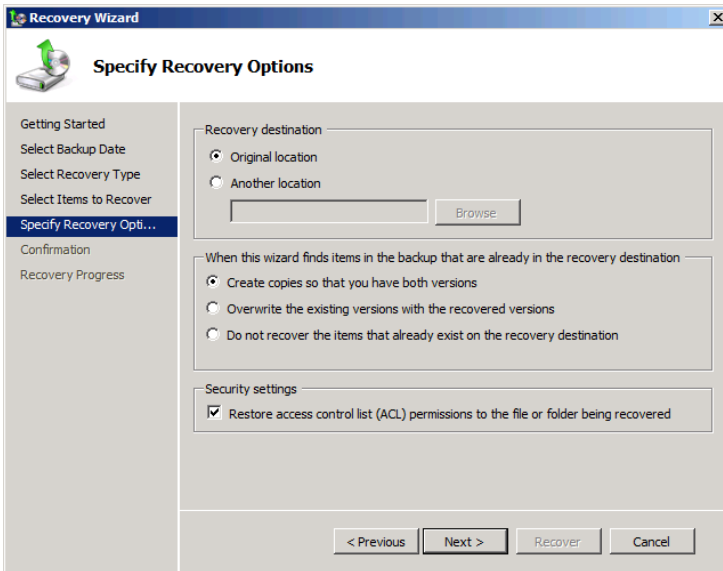 Recovery Wizard
Specify Recovery Options
Getting Started
Select Backup Date
Select Recovery Type
Select Items to Recover
Specify Recovery Opti...
Confirmation
Recovery Progress
Recovery destination
Original location
Another location
Browse
When this wizard finds items in the backup that are already in the recovery destination
Create copies so that you have both versions
Overwrite the existing versions with the recovered versions
Do not recover the items that already exist on the recovery destination
Security settings
Restore access control list (ACL) permissions to the file or folder being recovered
< Previous
Next >
Recover
Cancel